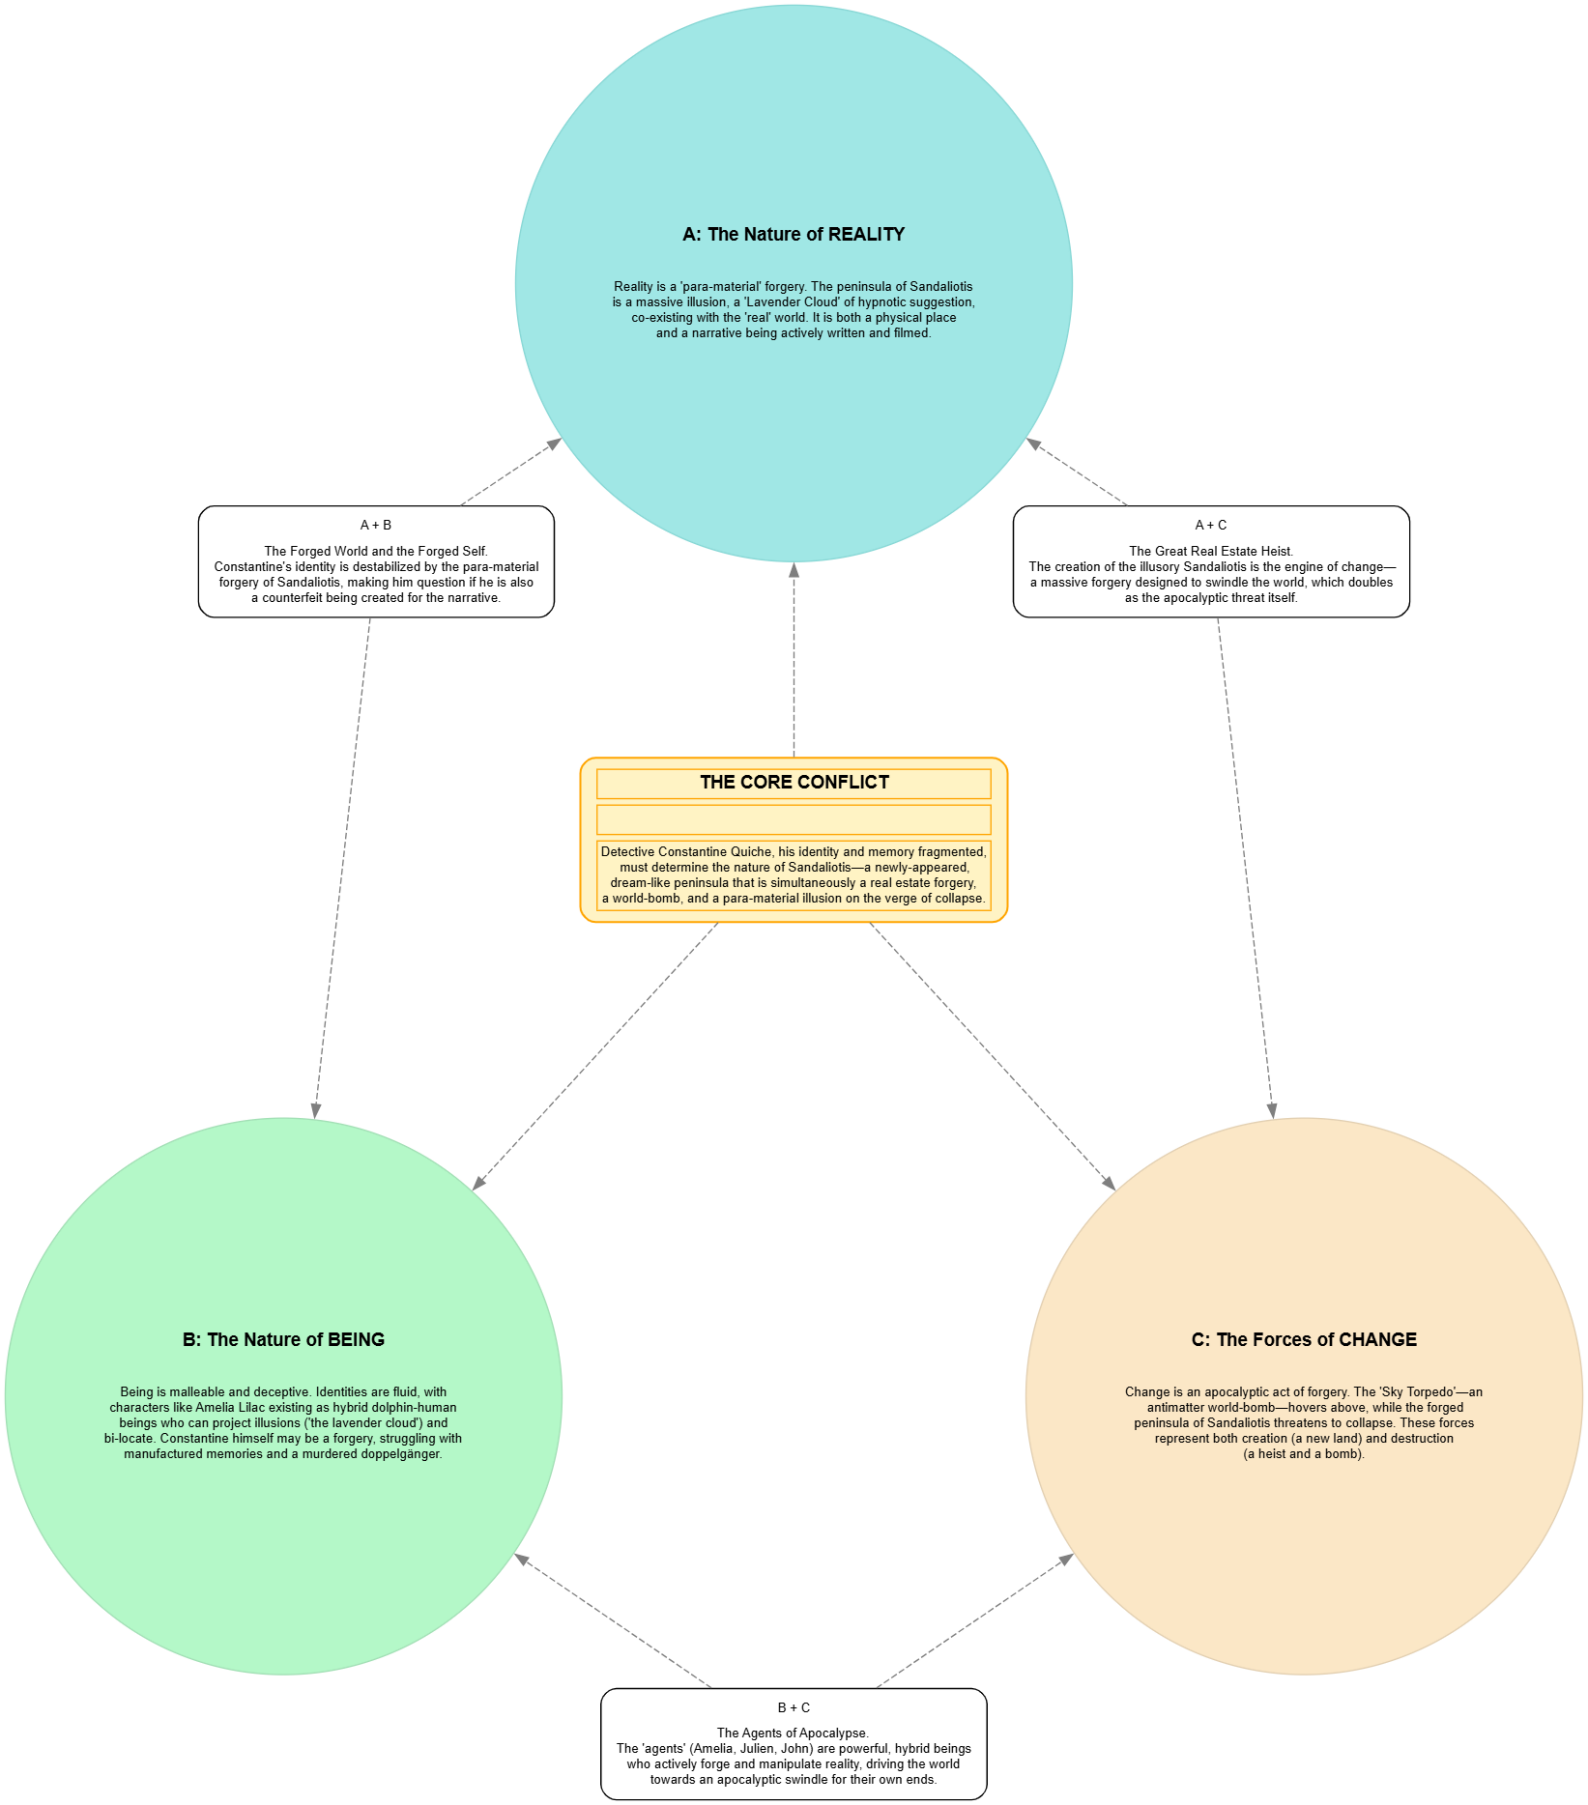 A: The Nature of REALITY
Reality is a 'para-material' forgery. The peninsula of Sandaliotis
is a massive illusion, a 'Lavender Cloud' of hypnotic suggestion,
co-existing with the 'real' world. It is both a physical place
and a narrative being actively written and filmed.
A + B
The Forged World and the Forged Self.
Constantine's identity is destabilized by the para-material
forgery of Sandaliotis, making him question if he is also
a counterfeit being created for the narrative.
A + C
The Great Real Estate Heist.
The creation of the illusory Sandaliotis is the engine of change—
a massive forgery designed to swindle the world, which doubles
as the apocalyptic threat itself.
THE CORE CONFLICT
Detective Constantine Quiche, his identity and memory fragmented,
must determine the nature of Sandaliotis—a newly-appeared,
dream-like peninsula that is simultaneously a real estate forgery,
a world-bomb, and a para-material illusion on the verge of collapse.
B: The Nature of BEING
Being is malleable and deceptive. Identities are fluid, with
characters like Amelia Lilac existing as hybrid dolphin-human
beings who can project illusions ('the lavender cloud') and
bi-locate. Constantine himself may be a forgery, struggling with
manufactured memories and a murdered doppelgänger.
C: The Forces of CHANGE
Change is an apocalyptic act of forgery. The 'Sky Torpedo'—an
antimatter world-bomb—hovers above, while the forged
peninsula of Sandaliotis threatens to collapse. These forces
represent both creation (a new land) and destruction
(a heist and a bomb).
B + C
The Agents of Apocalypse.
The 'agents' (Amelia, Julien, John) are powerful, hybrid beings
who actively forge and manipulate reality, driving the world
towards an apocalyptic swindle for their own ends.